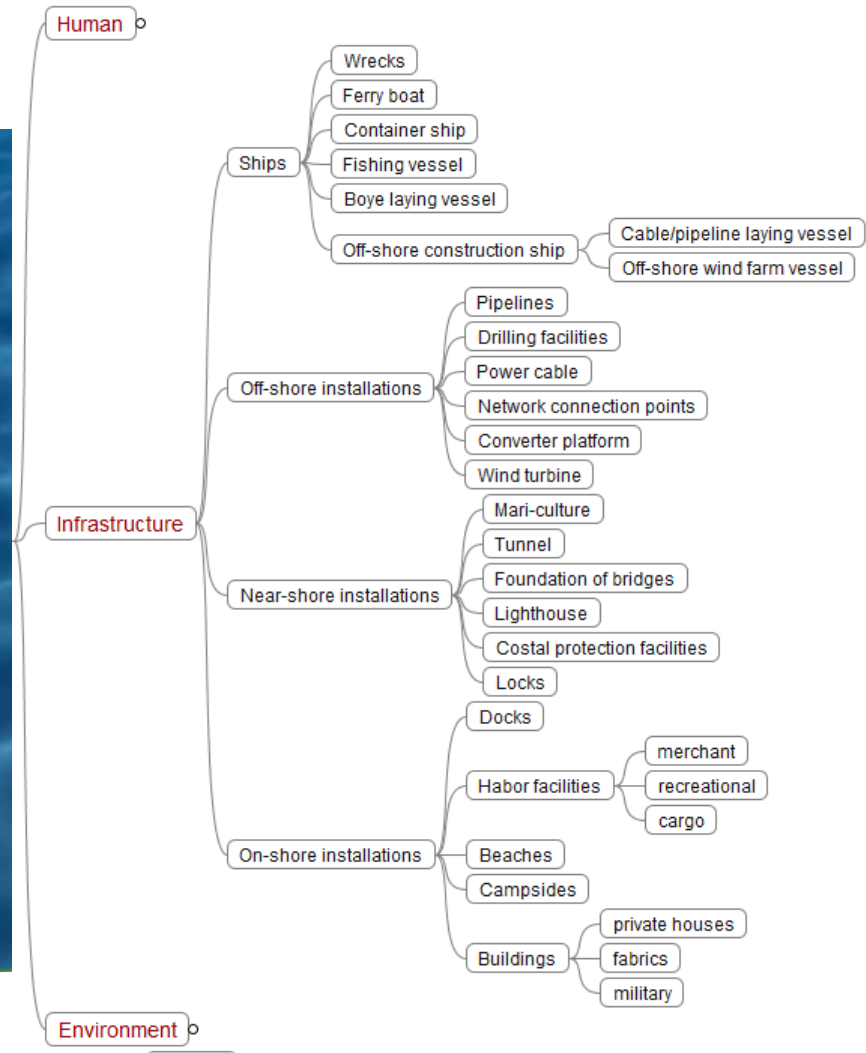 Human
Wrecks
Ferry boat
Container ship
Ships
Fishing vessel
Boye laying vessel
Off-shore construction ship
Cable/pipeline laying vessel
Off-shore wind farm vessel
Pipelines
Drilling facilities
Power cable
Off-shore installations
Network connection points
Converter platform
Wind turbine
Infrastructure
Mari-culture
Tunnel
Foundation of bridges
Near-shore installations
Lighthouse
Costal protection facilities
Locks
Docks
Habor facilities
merchant
recreational
cargo
On-shore installations
Beaches
Campsides
Buildings
private houses
fabrics
military
Environment